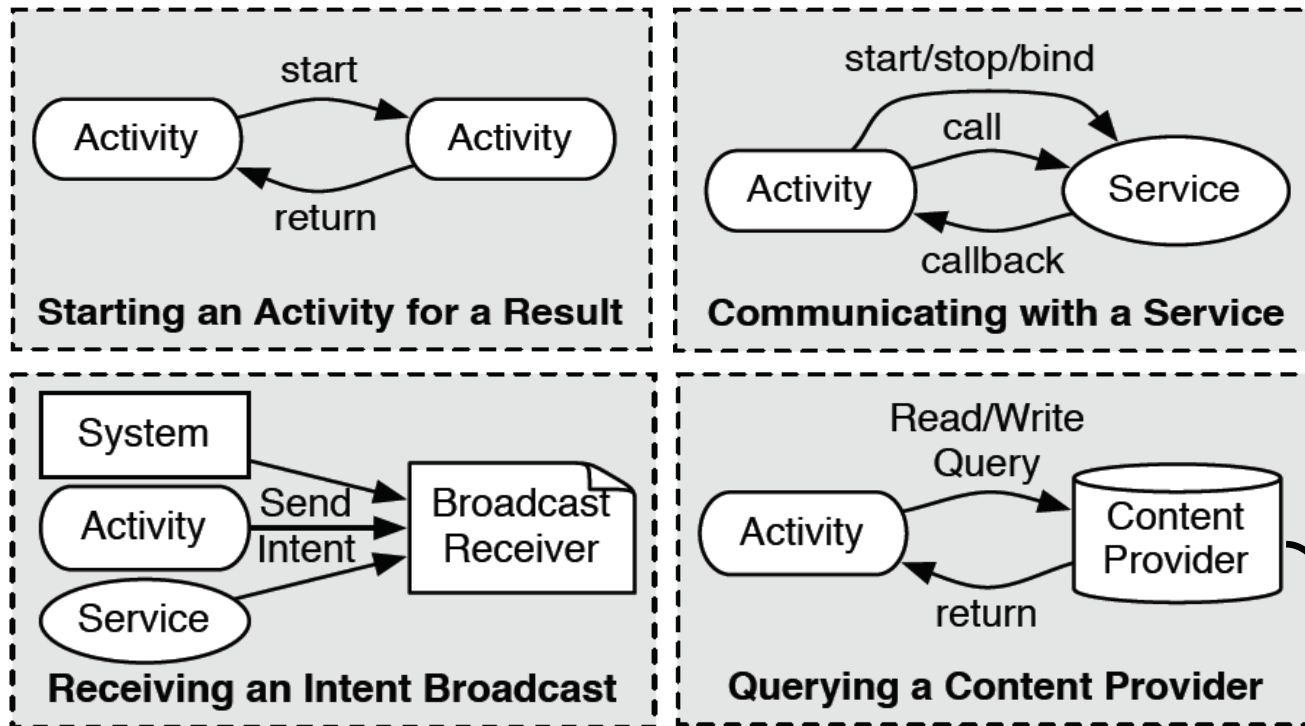 start
Activity
Activity
return
Starting an Activity for a Result
start/stop/bind
call
Activity
Service
callback
Communicating with a Service
System
Activity
Send
Intent
Service
Broadcast
Receiver
Receiving an Intent Broadcast
Read/Write
Query
Activity
Content
Provider
return
Querying a Content Provider